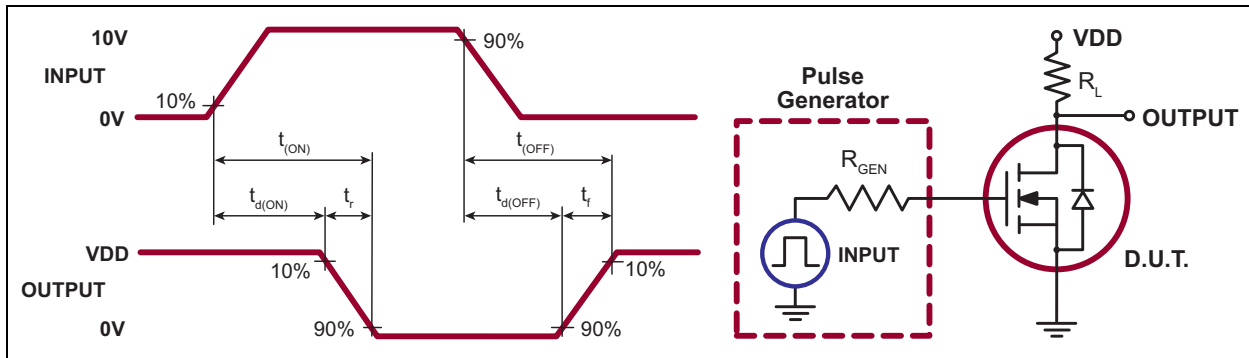 10V
INPUT
0V
10%
90%
t(ON)
t(OFF)
td(ON)
tr
td(OFF)
tf
VDD
OUTPUT
0V
10%
90%
90%
10%
Pulse
Generator
RGEN
INPUT
VDD
RL
OUTPUT
D.U.T.